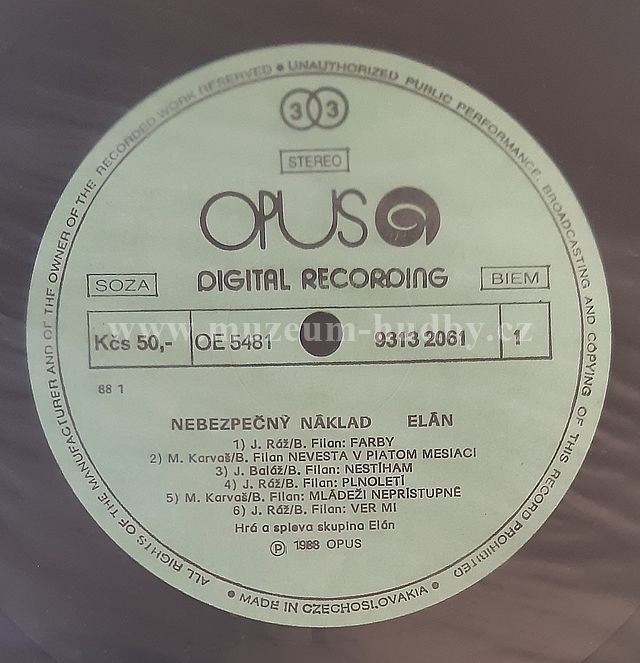 ALL RIGHTS OF THE MANUFACTURER AND OF THE OWNER OF THE RECORDED WORK RESERVED ● UNAUTHORIZED PUBLIC PERFORMANCE, BROADCASTING AND COPYING OF THIS RECORD PROHIBITED
● MADE IN CZECHOSLOVAKIA ●
33
STEREO
OPUS
SOZA
DIGITAL RECORDING
BIEM
www.muzeum-hudby.cz
Kčs 50,- OE 5481 9313 2061 1
88 1
NEBEZPEČNÝ NÁKLAD ELÁN
1) J. Ráž/B. Filan: FARBY
2) M. Karvaš/B. Filan NEVESTA V PIATOM MESIACI
3) J. Baláž/B. Filan: NESTÍHAM
4) J. Ráž/B. Filan: PLNOLETÍ
5) M. Karvaš/B. Filan: MLÁDEŽI NEPRÍSTUPNÉ
6) J. Ráž/B. Filan: VER MI
Hrá a spieva skupina Elán
Ⓟ 1988 OPUS